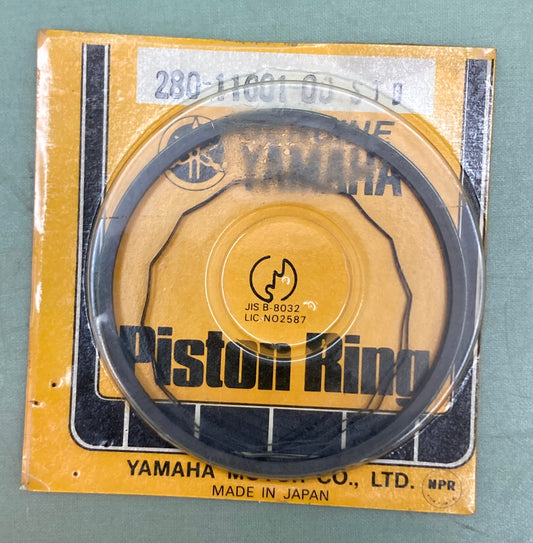 280-11601-00 STD
GENUINE
YAMAHA
JIS B-8032
LIC NO2587
Piston Ring
YAMAHA MOTOR CO., LTD.
MADE IN JAPAN
NPR